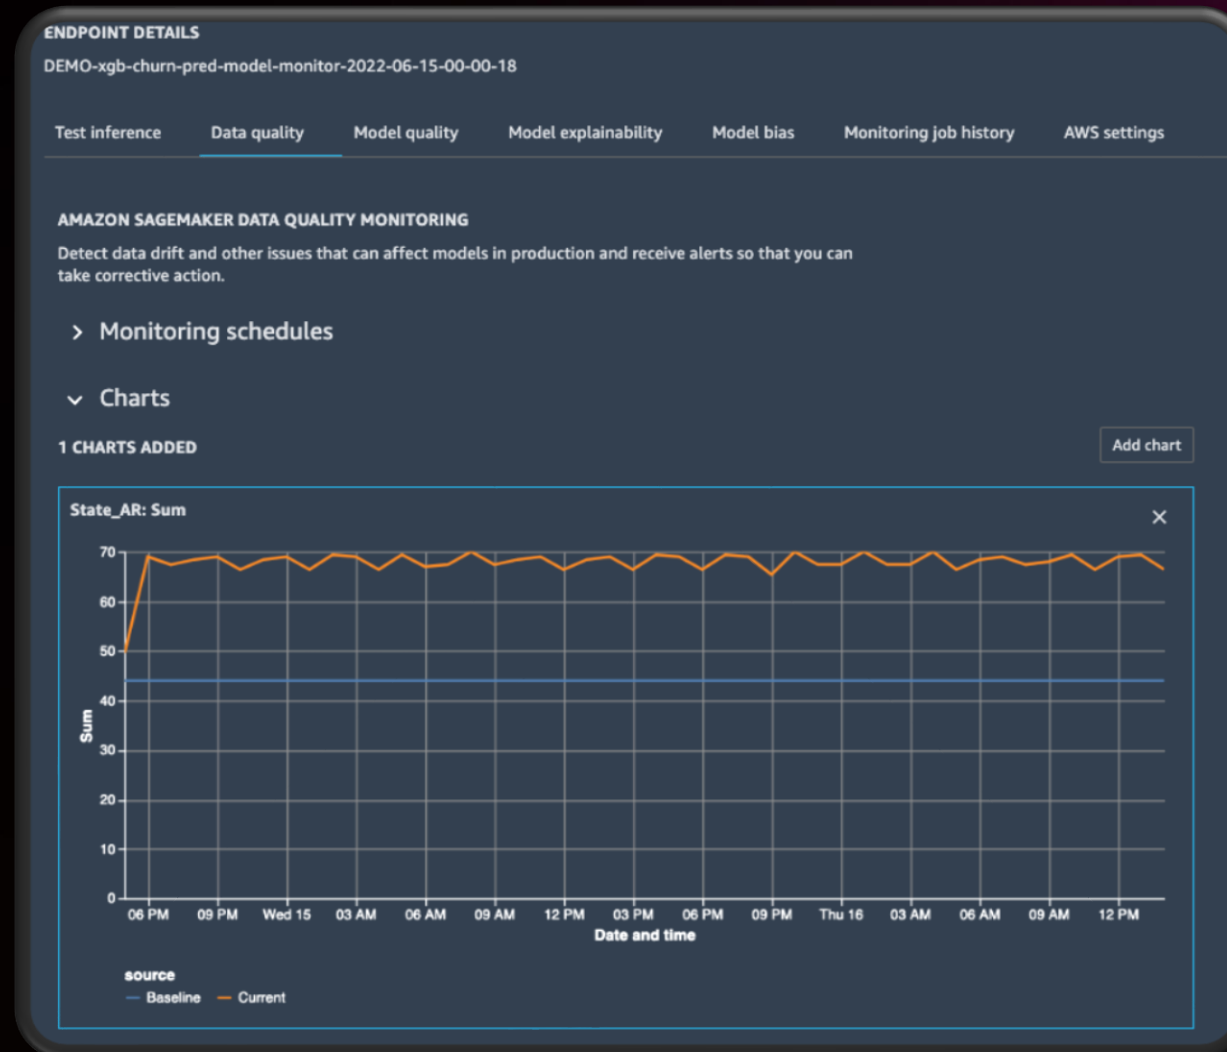 ENDPOINT DETAILS
DEMO-xgb-churn-pred-model-monitor-2022-06-15-00-00-18
Test inference Data quality Model quality Model explainability Model bias Monitoring job history AWS settings
AMAZON SAGEMAKER DATA QUALITY MONITORING
Detect data drift and other issues that can affect models in production and receive alerts so that you can
take corrective action.
Monitoring schedules
Charts
1 CHARTS ADDED
Add chart
State_AR: Sum
70
60
50
40
30
20
10
0
Sum
06 PM 09 PM Wed 15 03 AM 06 AM 09 AM 12 PM 03 PM 06 PM 09 PM Thu 16 03 AM 06 AM 09 AM 12 PM
Date and time
source
Baseline Current